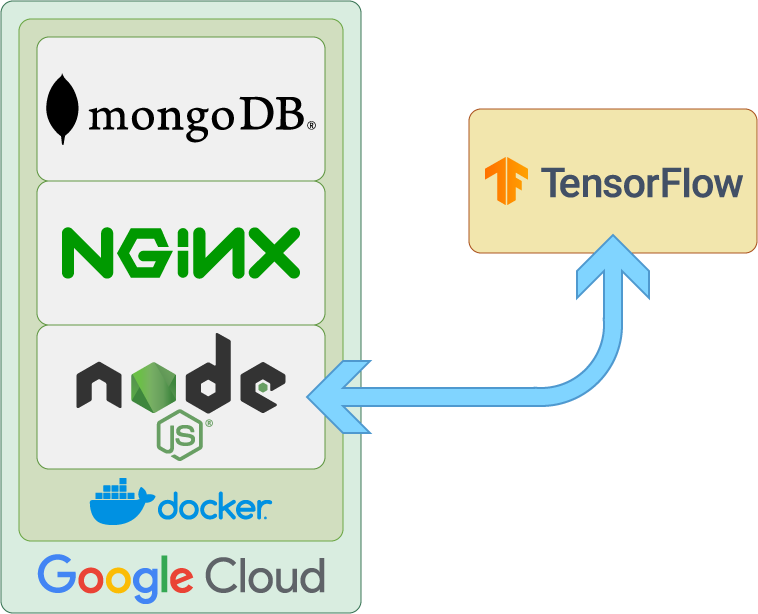 mongoDB®
TensorFlow
NGiNX
node
JS®
docker.
Google Cloud